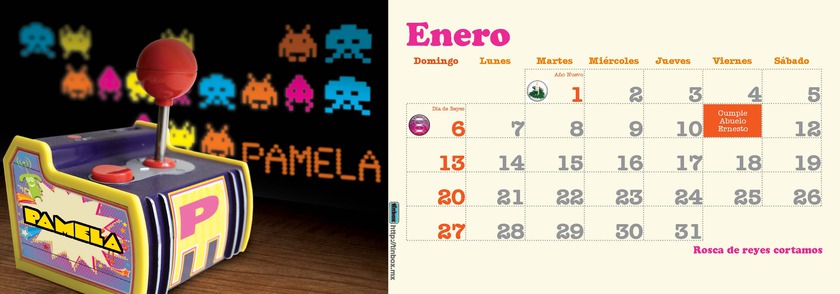 PAMELA
PAMELA
P
http://tinbox.mx
Enero
Domingo Lunes Martes Miércoles Jueves Viernes Sábado
Año Nuevo
1 2 3 4 5
Día de Reyes
6 7 8 9 10 Cumple Abuelo Ernesto 12
13 14 15 16 17 18 19
20 21 22 23 24 25 26
27 28 29 30 31
Rosca de reyes cortamos